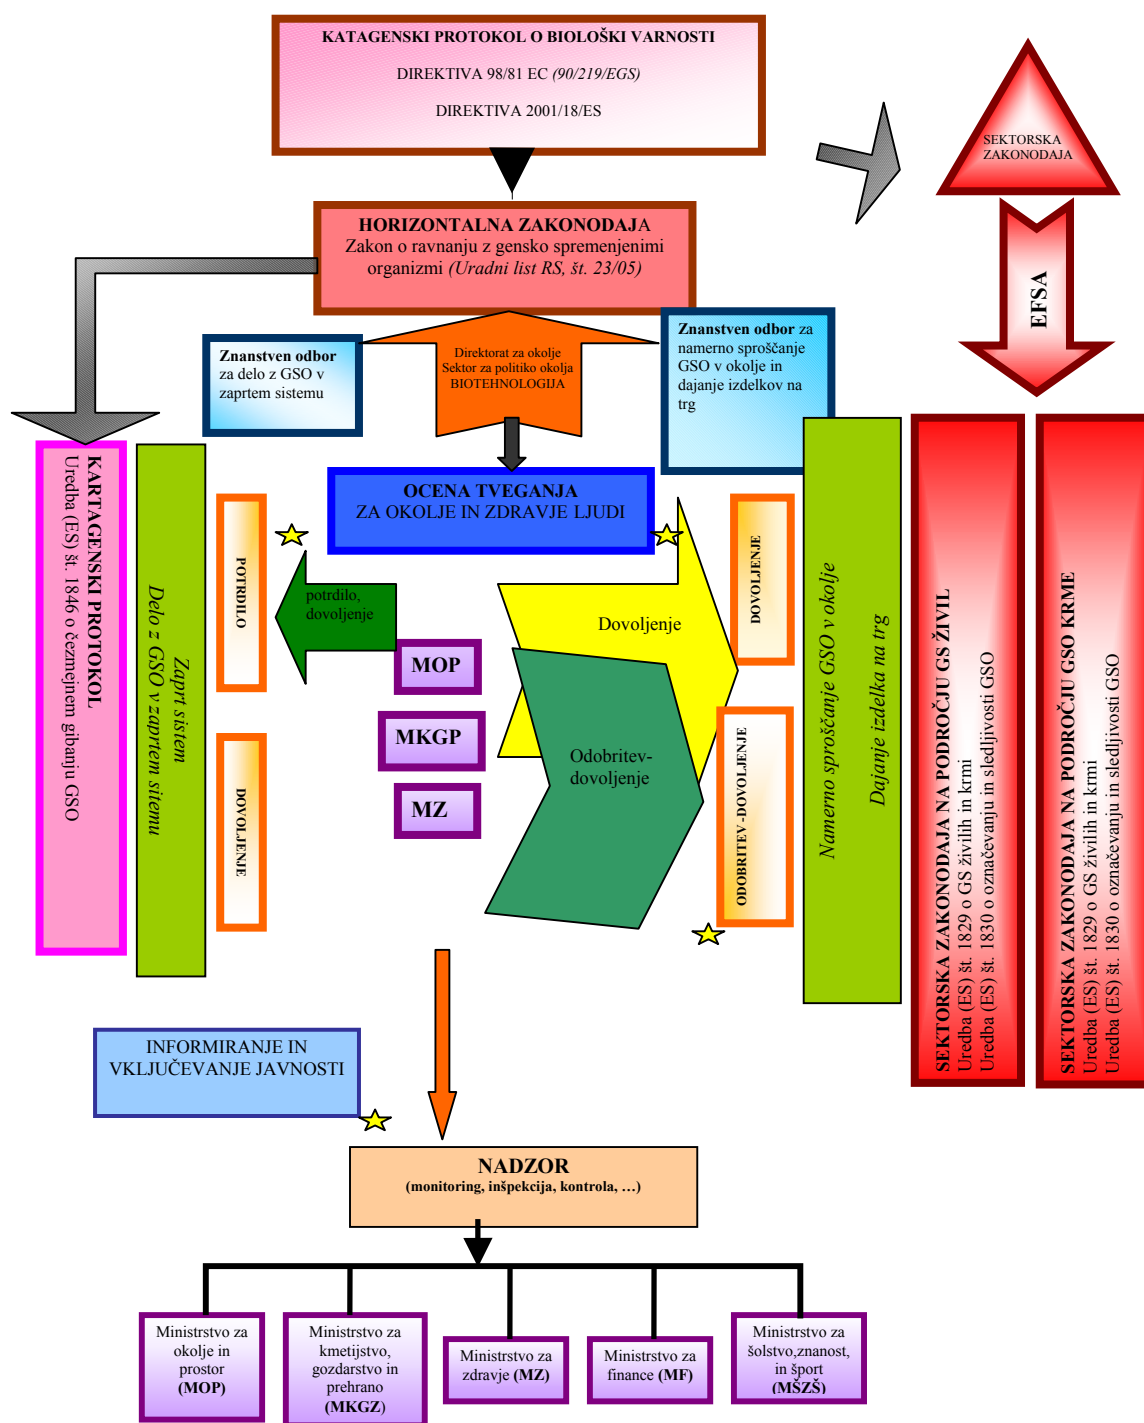 KATAGENSKI PROTOKOL O BIOLOŠKI VARNOSTI
DIREKTIVA 98/81 EC (90/219/EGS)
DIREKTIVA 2001/18/ES
SEKTORSKA
ZAKONODAJA
HORIZONTALNA ZAKONODAJA
Zakon o ravnanju z gensko spremenjenimi
organizmi (Uradni list RS, št. 23/05)
EFSA
Znanstven odbor
za delo z GSO v
zaprtem sistemu
Direktorat za okolje
Sektor za politiko okolja
BIOTEHNOLOGIJA
Znanstven odbor za
namerno sproščanje
GSO v okolje in
dajanje izdelkov na
trg
OCENA TVEGANJA
ZA OKOLJE IN ZDRAVJE LJUDI
KARTAGENSKI PROTOKOL
Uredba (ES) št. 1846 o čezmejnem gibanju GSO
Zaprt sistem
Delo z GSO v zaprtem sitemu
POTRDILO
DOVOLJENJE
potrdilo,
dovoljenje
MOP
MKGP
MZ
Dovoljenje
Odobritev-
dovoljenje
DOVOLJENJE
ODOBRITEV -DOVOLJENJE
Namerno sproščanje GSO v okolje
Dajanje izdelka na trg
SEKTORSKA ZAKONODAJA NA PODROČJU GS ŽIVIL
Uredba (ES) št. 1829 o GS živilih in krmi
Uredba (ES) št. 1830 o označevanju in sledljivosti GSO
SEKTORSKA ZAKONODAJA NA PODROČJU GSO KRME
Uredba (ES) št. 1829 o GS živilih in krmi
Uredba (ES) št. 1830 o označevanju in sledljivosti GSO
INFORMIRANJE IN
VKLJUČEVANJE JAVNOSTI
NADZOR
(monitoring, inšpekcija, kontrola, …)
Ministrstvo za
okolje in
prostor
(MOP)
Ministrstvo za
kmetijstvo,
gozdarstvo in
prehrano
(MKGZ)
Ministrstvo za
zdravje (MZ)
Ministrstvo za
finance (MF)
Ministrstvo za
šolstvo,znanost,
in šport
(MŠZŠ)